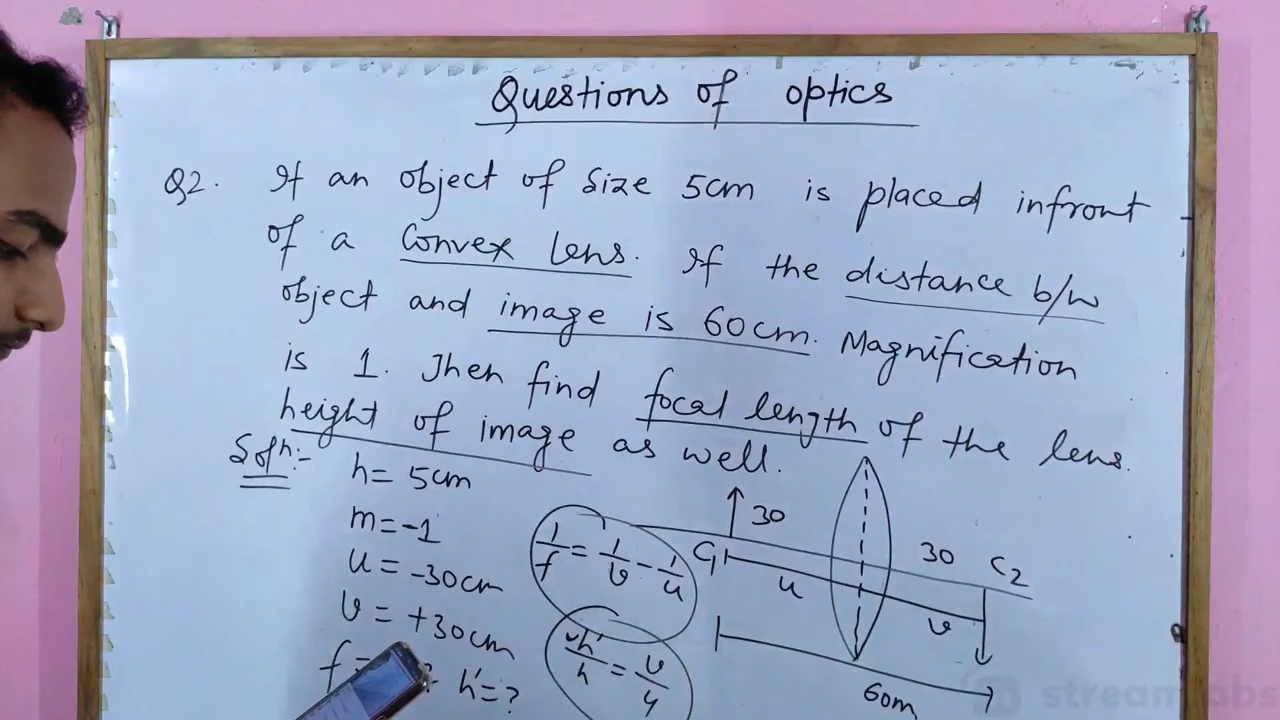 Questions of optics
Q2. If an object of size 5cm is placed infront
of a Convex lens. If the distance b/w
object and image is 60cm. Magnification
is 1. Then find focal length of the lens.
height of image as well.
Soln:-
h = 5cm
m = -1
u = -30cm
v = +30cm
f =
h' = ?
1/f = 1/v - 1/u
h'/h = v/u
30
C1
u
30 C2
v
60m
streamlabs